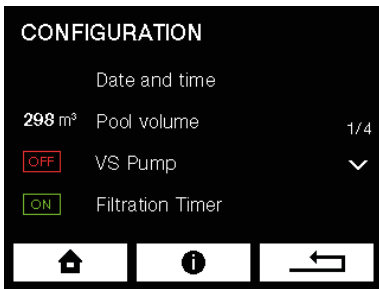 CONFIGURATION
Date and time
298 m³ Pool volume
1/4
OFF VS Pump
ON Filtration Timer